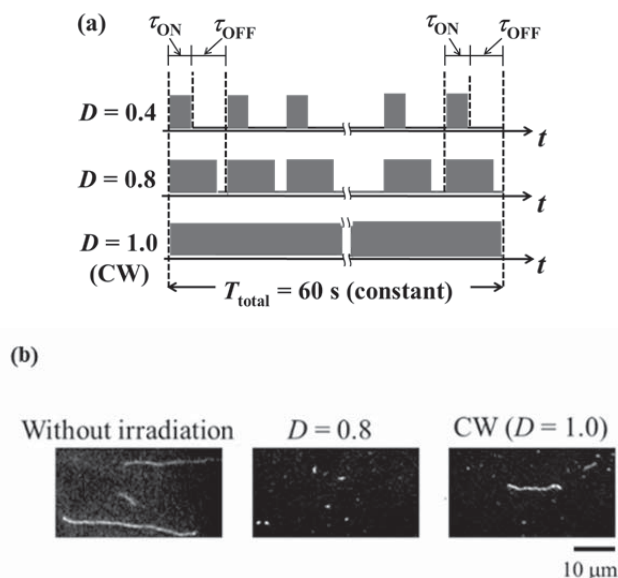 (a)
τON τOFF τON τOFF
D = 0.4
t
D = 0.8
t
D = 1.0
(CW)
t
Ttotal = 60 s (constant)
(b)
Without irradiation D = 0.8 CW (D = 1.0)
10 μm